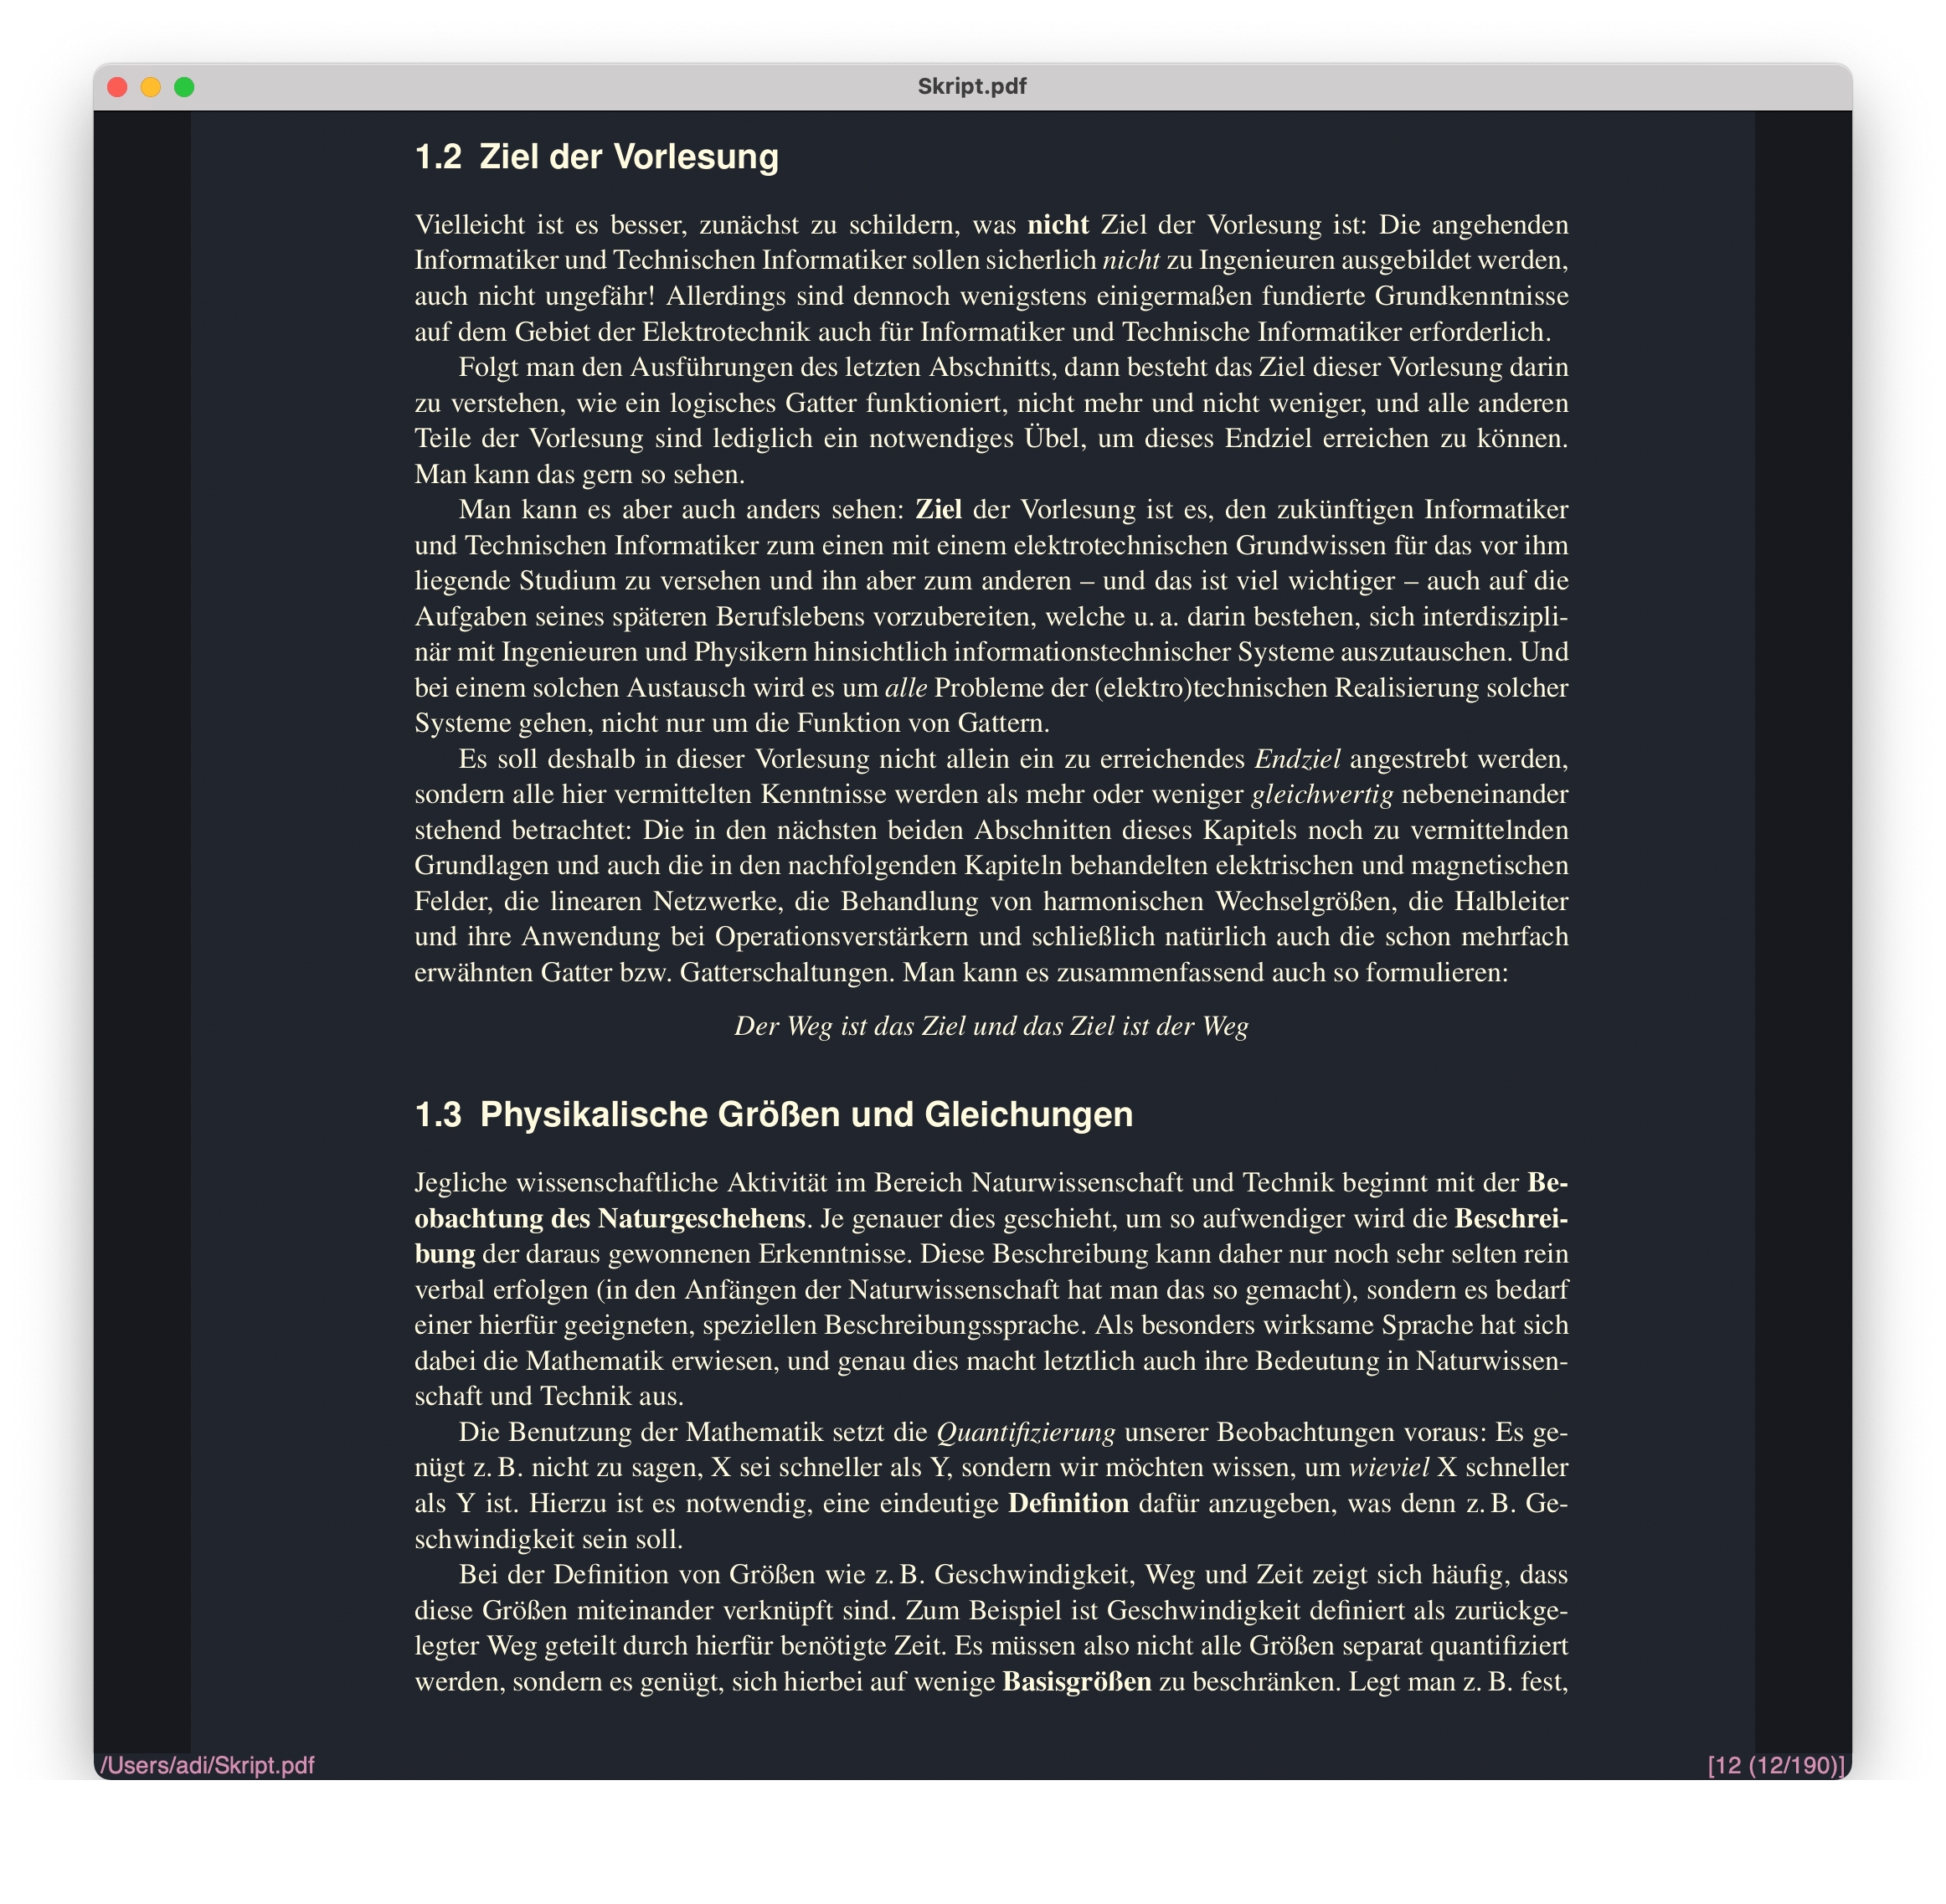 Skript.pdf
1.2 Ziel der Vorlesung
Vielleicht ist es besser, zunächst zu schildern, was nicht Ziel der Vorlesung ist: Die angehenden
Informatiker und Technischen Informatiker sollen sicherlich nicht zu Ingenieuren ausgebildet werden,
auch nicht ungefähr! Allerdings sind dennoch wenigstens einigermaßen fundierte Grundkenntnisse
auf dem Gebiet der Elektrotechnik auch für Informatiker und Technische Informatiker erforderlich.
Folgt man den Ausführungen des letzten Abschnitts, dann besteht das Ziel dieser Vorlesung darin
zu verstehen, wie ein logisches Gatter funktioniert, nicht mehr und nicht weniger, und alle anderen
Teile der Vorlesung sind lediglich ein notwendiges Übel, um dieses Endziel erreichen zu können.
Man kann das gern so sehen.
Man kann es aber auch anders sehen: Ziel der Vorlesung ist es, den zukünftigen Informatiker
und Technischen Informatiker zum einen mit einem elektrotechnischen Grundwissen für das vor ihm
liegende Studium zu versehen und ihn aber zum anderen – und das ist viel wichtiger – auch auf die
Aufgaben seines späteren Berufslebens vorzubereiten, welche u. a. darin bestehen, sich interdiszipli-
när mit Ingenieuren und Physikern hinsichtlich informationstechnischer Systeme auszutauschen. Und
bei einem solchen Austausch wird es um alle Probleme der (elektro)technischen Realisierung solcher
Systeme gehen, nicht nur um die Funktion von Gattern.
Es soll deshalb in dieser Vorlesung nicht allein ein zu erreichendes Endziel angestrebt werden,
sondern alle hier vermittelten Kenntnisse werden als mehr oder weniger gleichwertig nebeneinander
stehend betrachtet: Die in den nächsten beiden Abschnitten dieses Kapitels noch zu vermittelnden
Grundlagen und auch die in den nachfolgenden Kapiteln behandelten elektrischen und magnetischen
Felder, die linearen Netzwerke, die Behandlung von harmonischen Wechselgrößen, die Halbleiter
und ihre Anwendung bei Operationsverstärkern und schließlich natürlich auch die schon mehrfach
erwähnten Gatter bzw. Gatterschaltungen. Man kann es zusammenfassend auch so formulieren:
Der Weg ist das Ziel und das Ziel ist der Weg
1.3 Physikalische Größen und Gleichungen
Jegliche wissenschaftliche Aktivität im Bereich Naturwissenschaft und Technik beginnt mit der Be-
obachtung des Naturgeschehens. Je genauer dies geschieht, um so aufwendiger wird die Beschrei-
bung der daraus gewonnenen Erkenntnisse. Diese Beschreibung kann daher nur noch sehr selten rein
verbal erfolgen (in den Anfängen der Naturwissenschaft hat man das so gemacht), sondern es bedarf
einer hierfür geeigneten, speziellen Beschreibungssprache. Als besonders wirksame Sprache hat sich
dabei die Mathematik erwiesen, und genau dies macht letztlich auch ihre Bedeutung in Naturwissen-
schaft und Technik aus.
Die Benutzung der Mathematik setzt die Quantifizierung unserer Beobachtungen voraus: Es ge-
nügt z. B. nicht zu sagen, X sei schneller als Y, sondern wir möchten wissen, um wieviel X schneller
als Y ist. Hierzu ist es notwendig, eine eindeutige Definition dafür anzugeben, was denn z. B. Ge-
schwindigkeit sein soll.
Bei der Definition von Größen wie z. B. Geschwindigkeit, Weg und Zeit zeigt sich häufig, dass
diese Größen miteinander verknüpft sind. Zum Beispiel ist Geschwindigkeit definiert als zurückge-
legter Weg geteilt durch hierfür benötigte Zeit. Es müssen also nicht alle Größen separat quantifiziert
werden, sondern es genügt, sich hierbei auf wenige Basisgrößen zu beschränken. Legt man z. B. fest,
/Users/adi/Skript.pdf
[12 (12/190)]